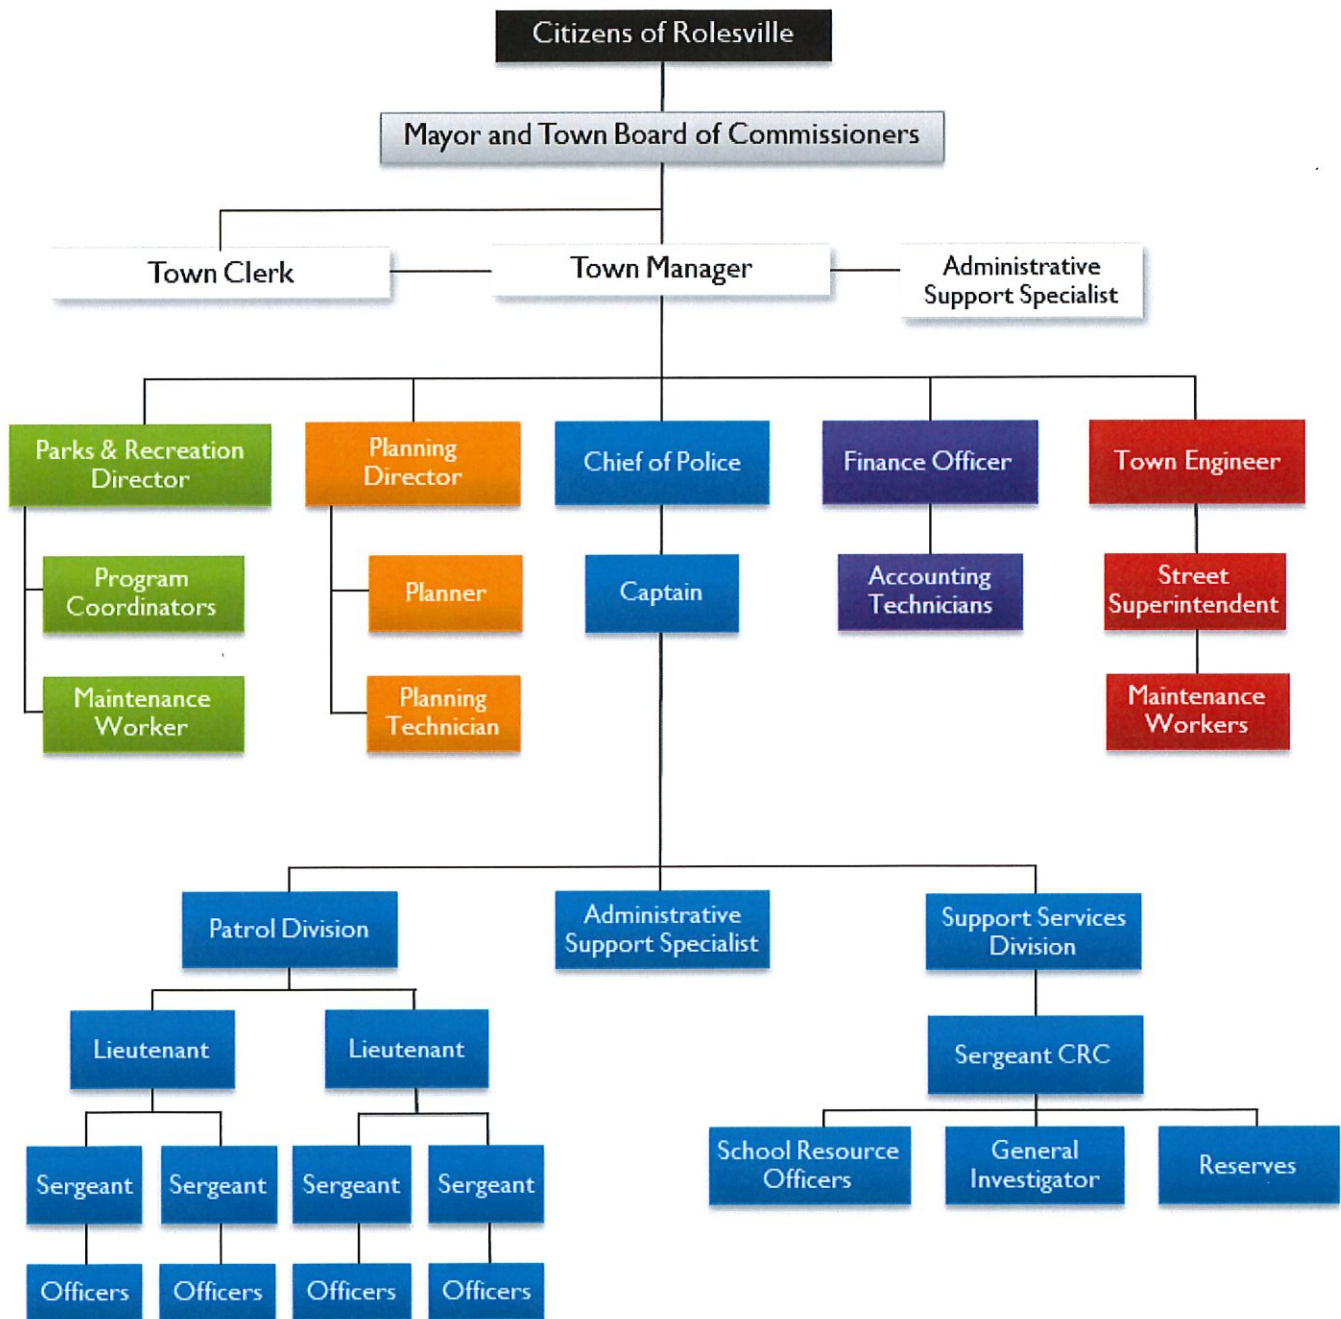 Citizens of Rolesville
Mayor and Town Board of Commissioners
Town Clerk
Town Manager
Administrative
Support Specialist
Parks & Recreation
Director
Planning
Director
Chief of Police
Finance Officer
Town Engineer
Program
Coordinators
Planner
Captain
Accounting
Technicians
Street
Superintendent
Maintenance
Worker
Planning
Technician
Maintenance
Workers
Patrol Division
Administrative
Support Specialist
Support Services
Division
Lieutenant
Lieutenant
Sergeant CRC
Sergeant
Sergeant
Sergeant
Sergeant
School Resource
Officers
General
Investigator
Reserves
Officers
Officers
Officers
Officers